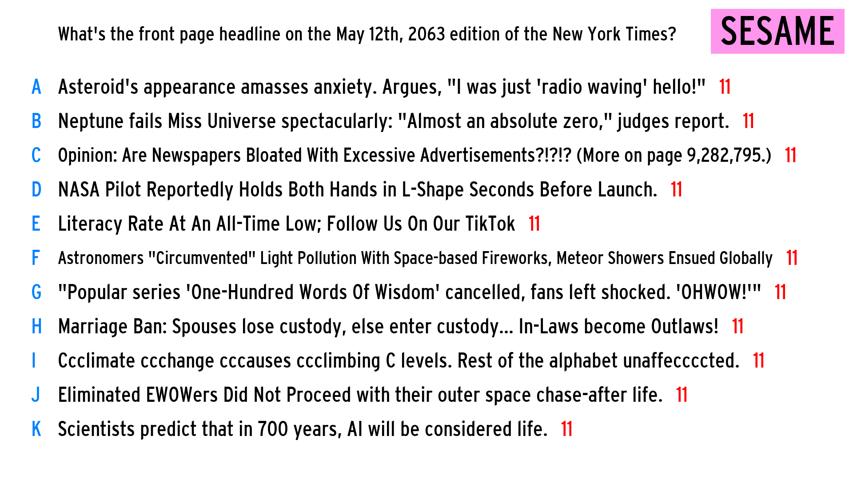 What's the front page headline on the May 12th, 2063 edition of the New York Times?
SESAME
A Asteroid's appearance amasses anxiety. Argues, "I was just 'radio waving' hello!" 11
B Neptune fails Miss Universe spectacularly: "Almost an absolute zero," judges report. 11
C Opinion: Are Newspapers Bloated With Excessive Advertisements?!?!? (More on page 9,282,795.) 11
D NASA Pilot Reportedly Holds Both Hands in L-Shape Seconds Before Launch. 11
E Literacy Rate At An All-Time Low; Follow Us On Our TikTok 11
F Astronomers "Circumvented" Light Pollution With Space-based Fireworks, Meteor Showers Ensued Globally 11
G "Popular series 'One-Hundred Words Of Wisdom' cancelled, fans left shocked. 'OHWOW!'" 11
H Marriage Ban: Spouses lose custody, else enter custody... In-Laws become Outlaws! 11
I Ccclimate ccchange cccauses ccclimbing C levels. Rest of the alphabet unaffecccccted. 11
J Eliminated EWOWers Did Not Proceed with their outer space chase-after life. 11
K Scientists predict that in 700 years, AI will be considered life. 11